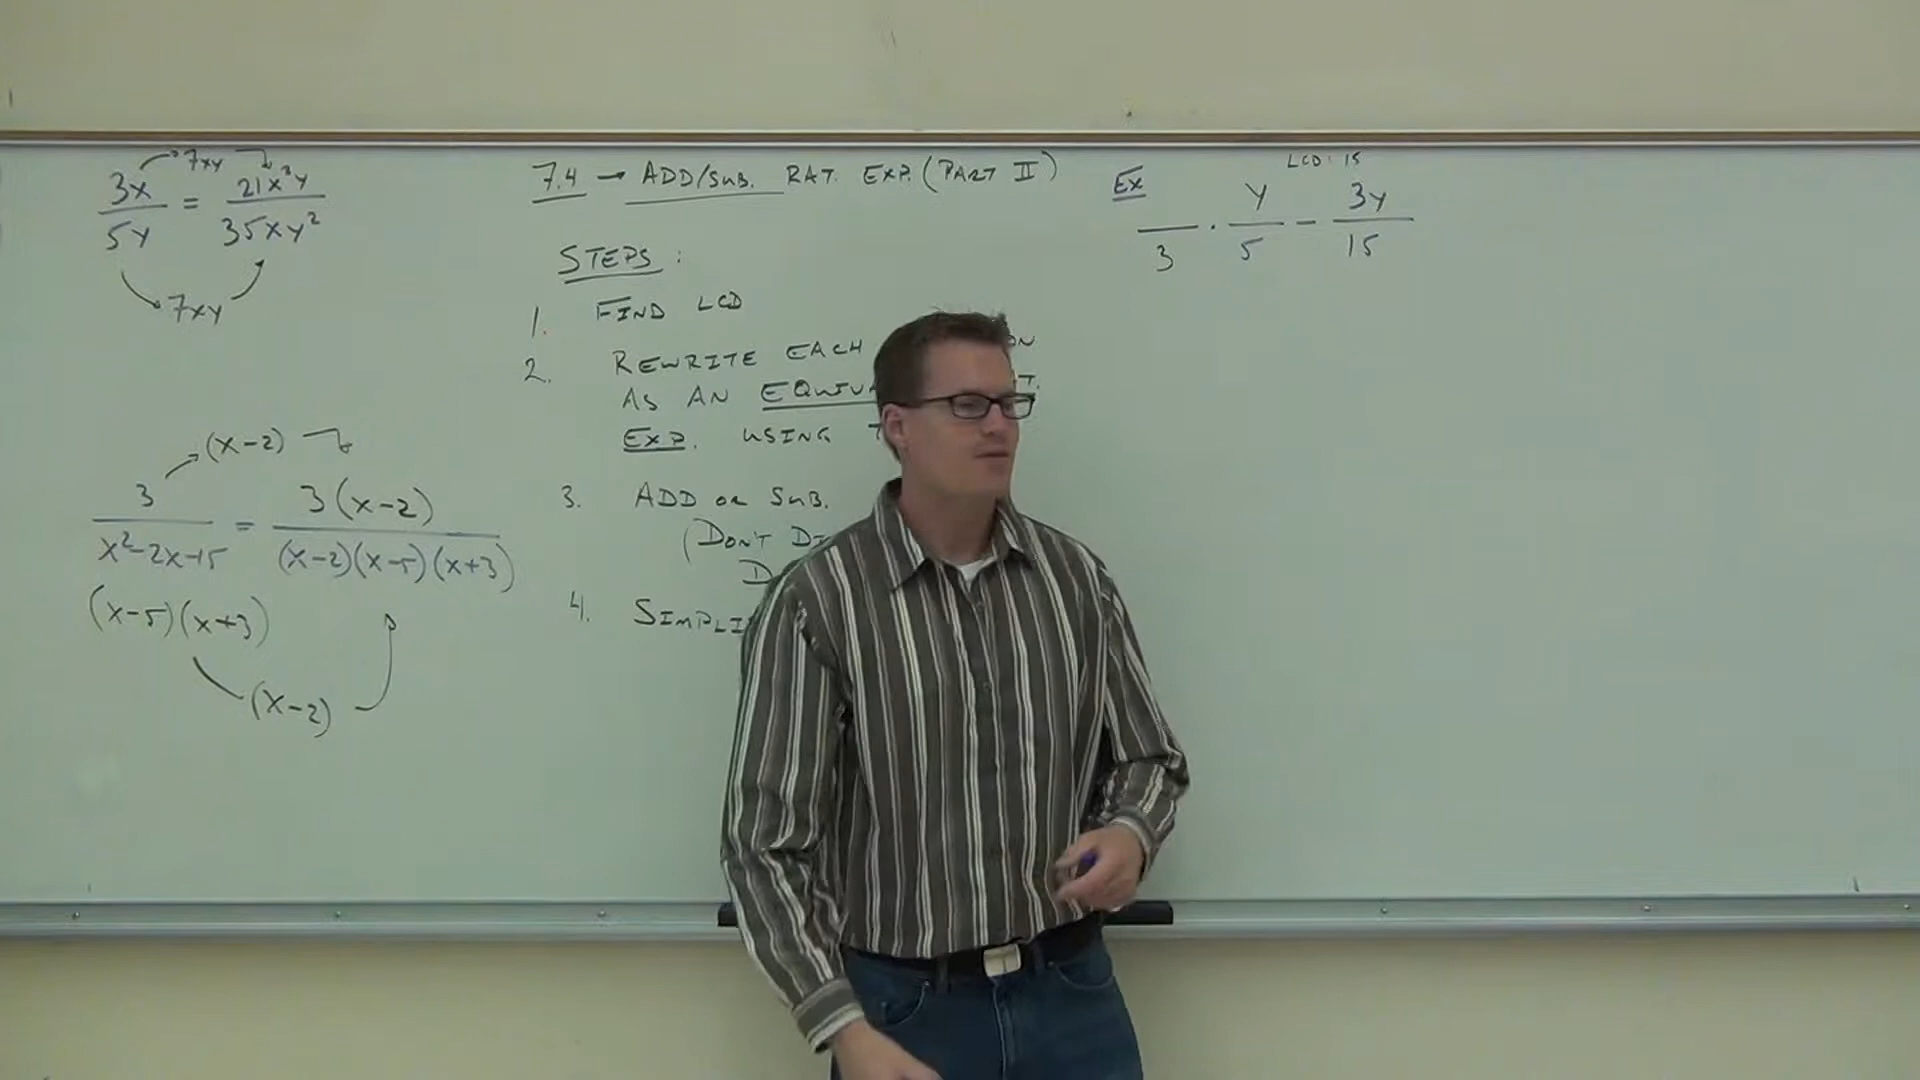 7xy
3x/5y = 21x²y/35xy²
7xy
(x-2)
3/x²-2x-15 = 3(x-2)/(x-2)(x-5)(x+3)
(x-5)(x+3)
(x-2)
7.4 → ADD/SUB. RAT. EXP. (PART II)
STEPS:
1. FIND LCD
2. REWRITE EACH
AS AN
EXP. USING
3. ADD OR SUB.
(DON'T
4.
LCD: 15
EX
/3 · y/5 - 3y/15